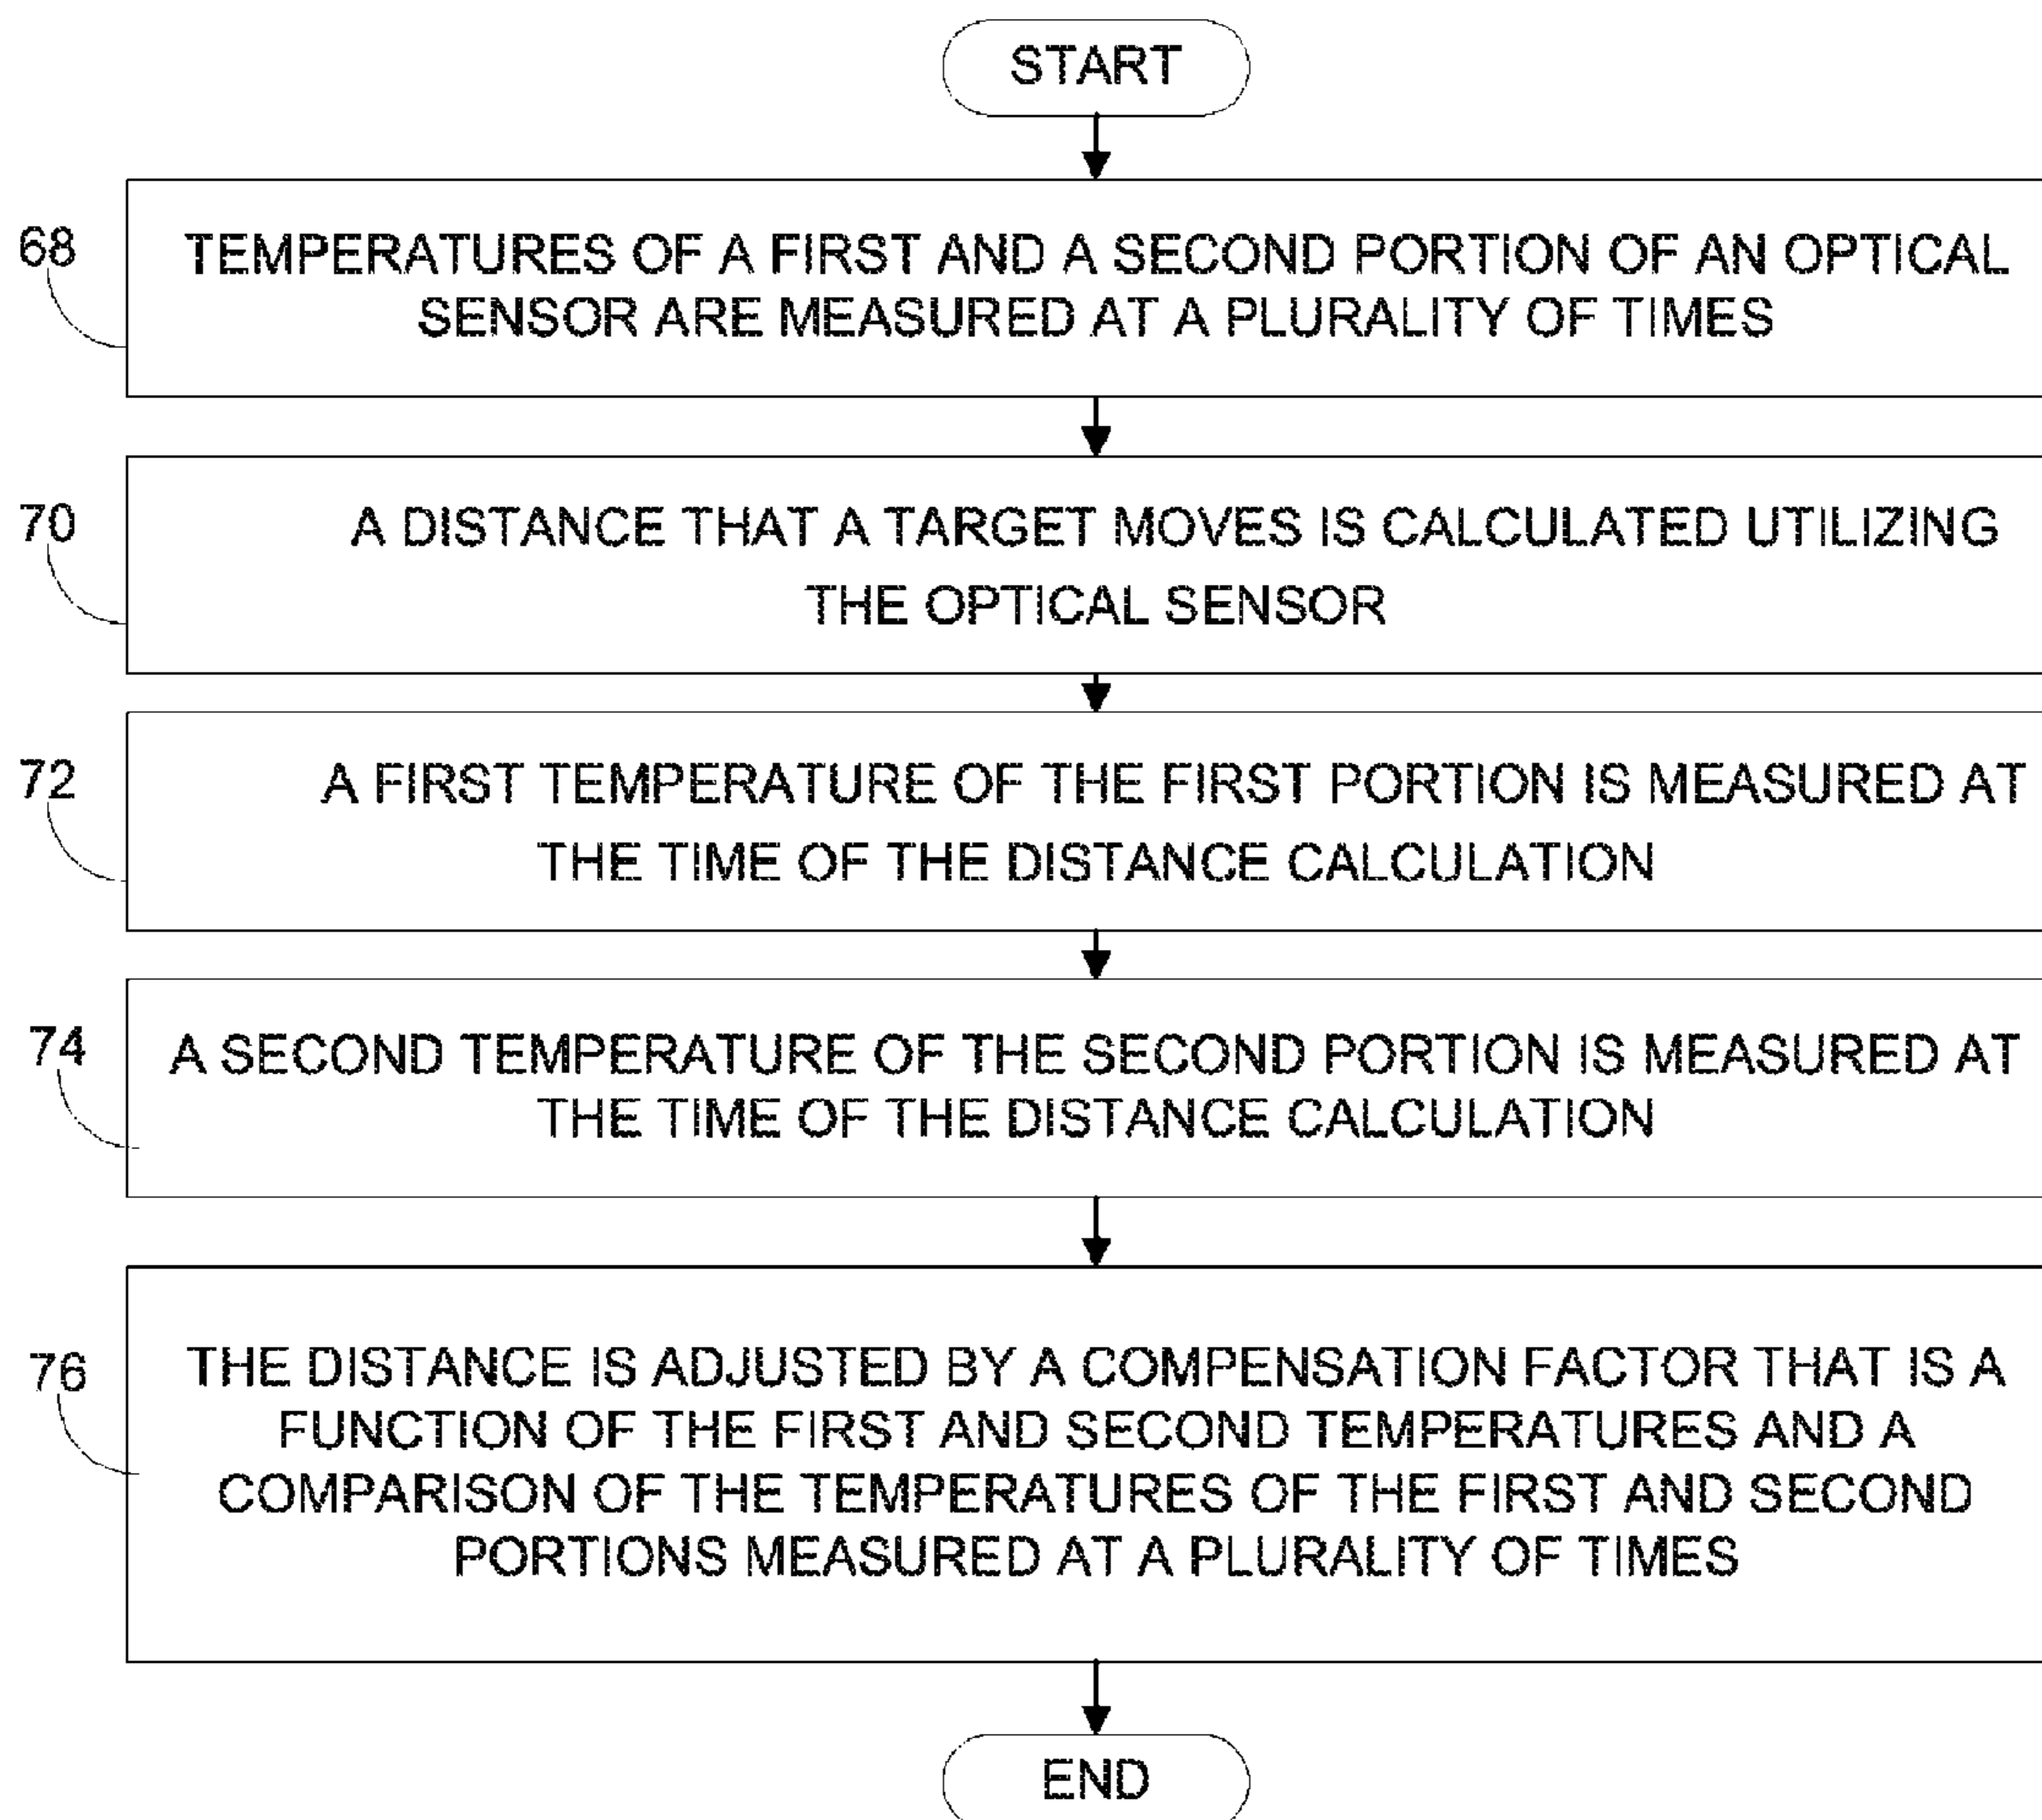 START
68
TEMPERATURES OF A FIRST AND A SECOND PORTION OF AN OPTICAL
SENSOR ARE MEASURED AT A PLURALITY OF TIMES
70
A DISTANCE THAT A TARGET MOVES IS CALCULATED UTILIZING
THE OPTICAL SENSOR
72
A FIRST TEMPERATURE OF THE FIRST PORTION IS MEASURED AT
THE TIME OF THE DISTANCE CALCULATION
74
A SECOND TEMPERATURE OF THE SECOND PORTION IS MEASURED AT
THE TIME OF THE DISTANCE CALCULATION
76
THE DISTANCE IS ADJUSTED BY A COMPENSATION FACTOR THAT IS A
FUNCTION OF THE FIRST AND SECOND TEMPERATURES AND A
COMPARISON OF THE TEMPERATURES OF THE FIRST AND SECOND
PORTIONS MEASURED AT A PLURALITY OF TIMES
END